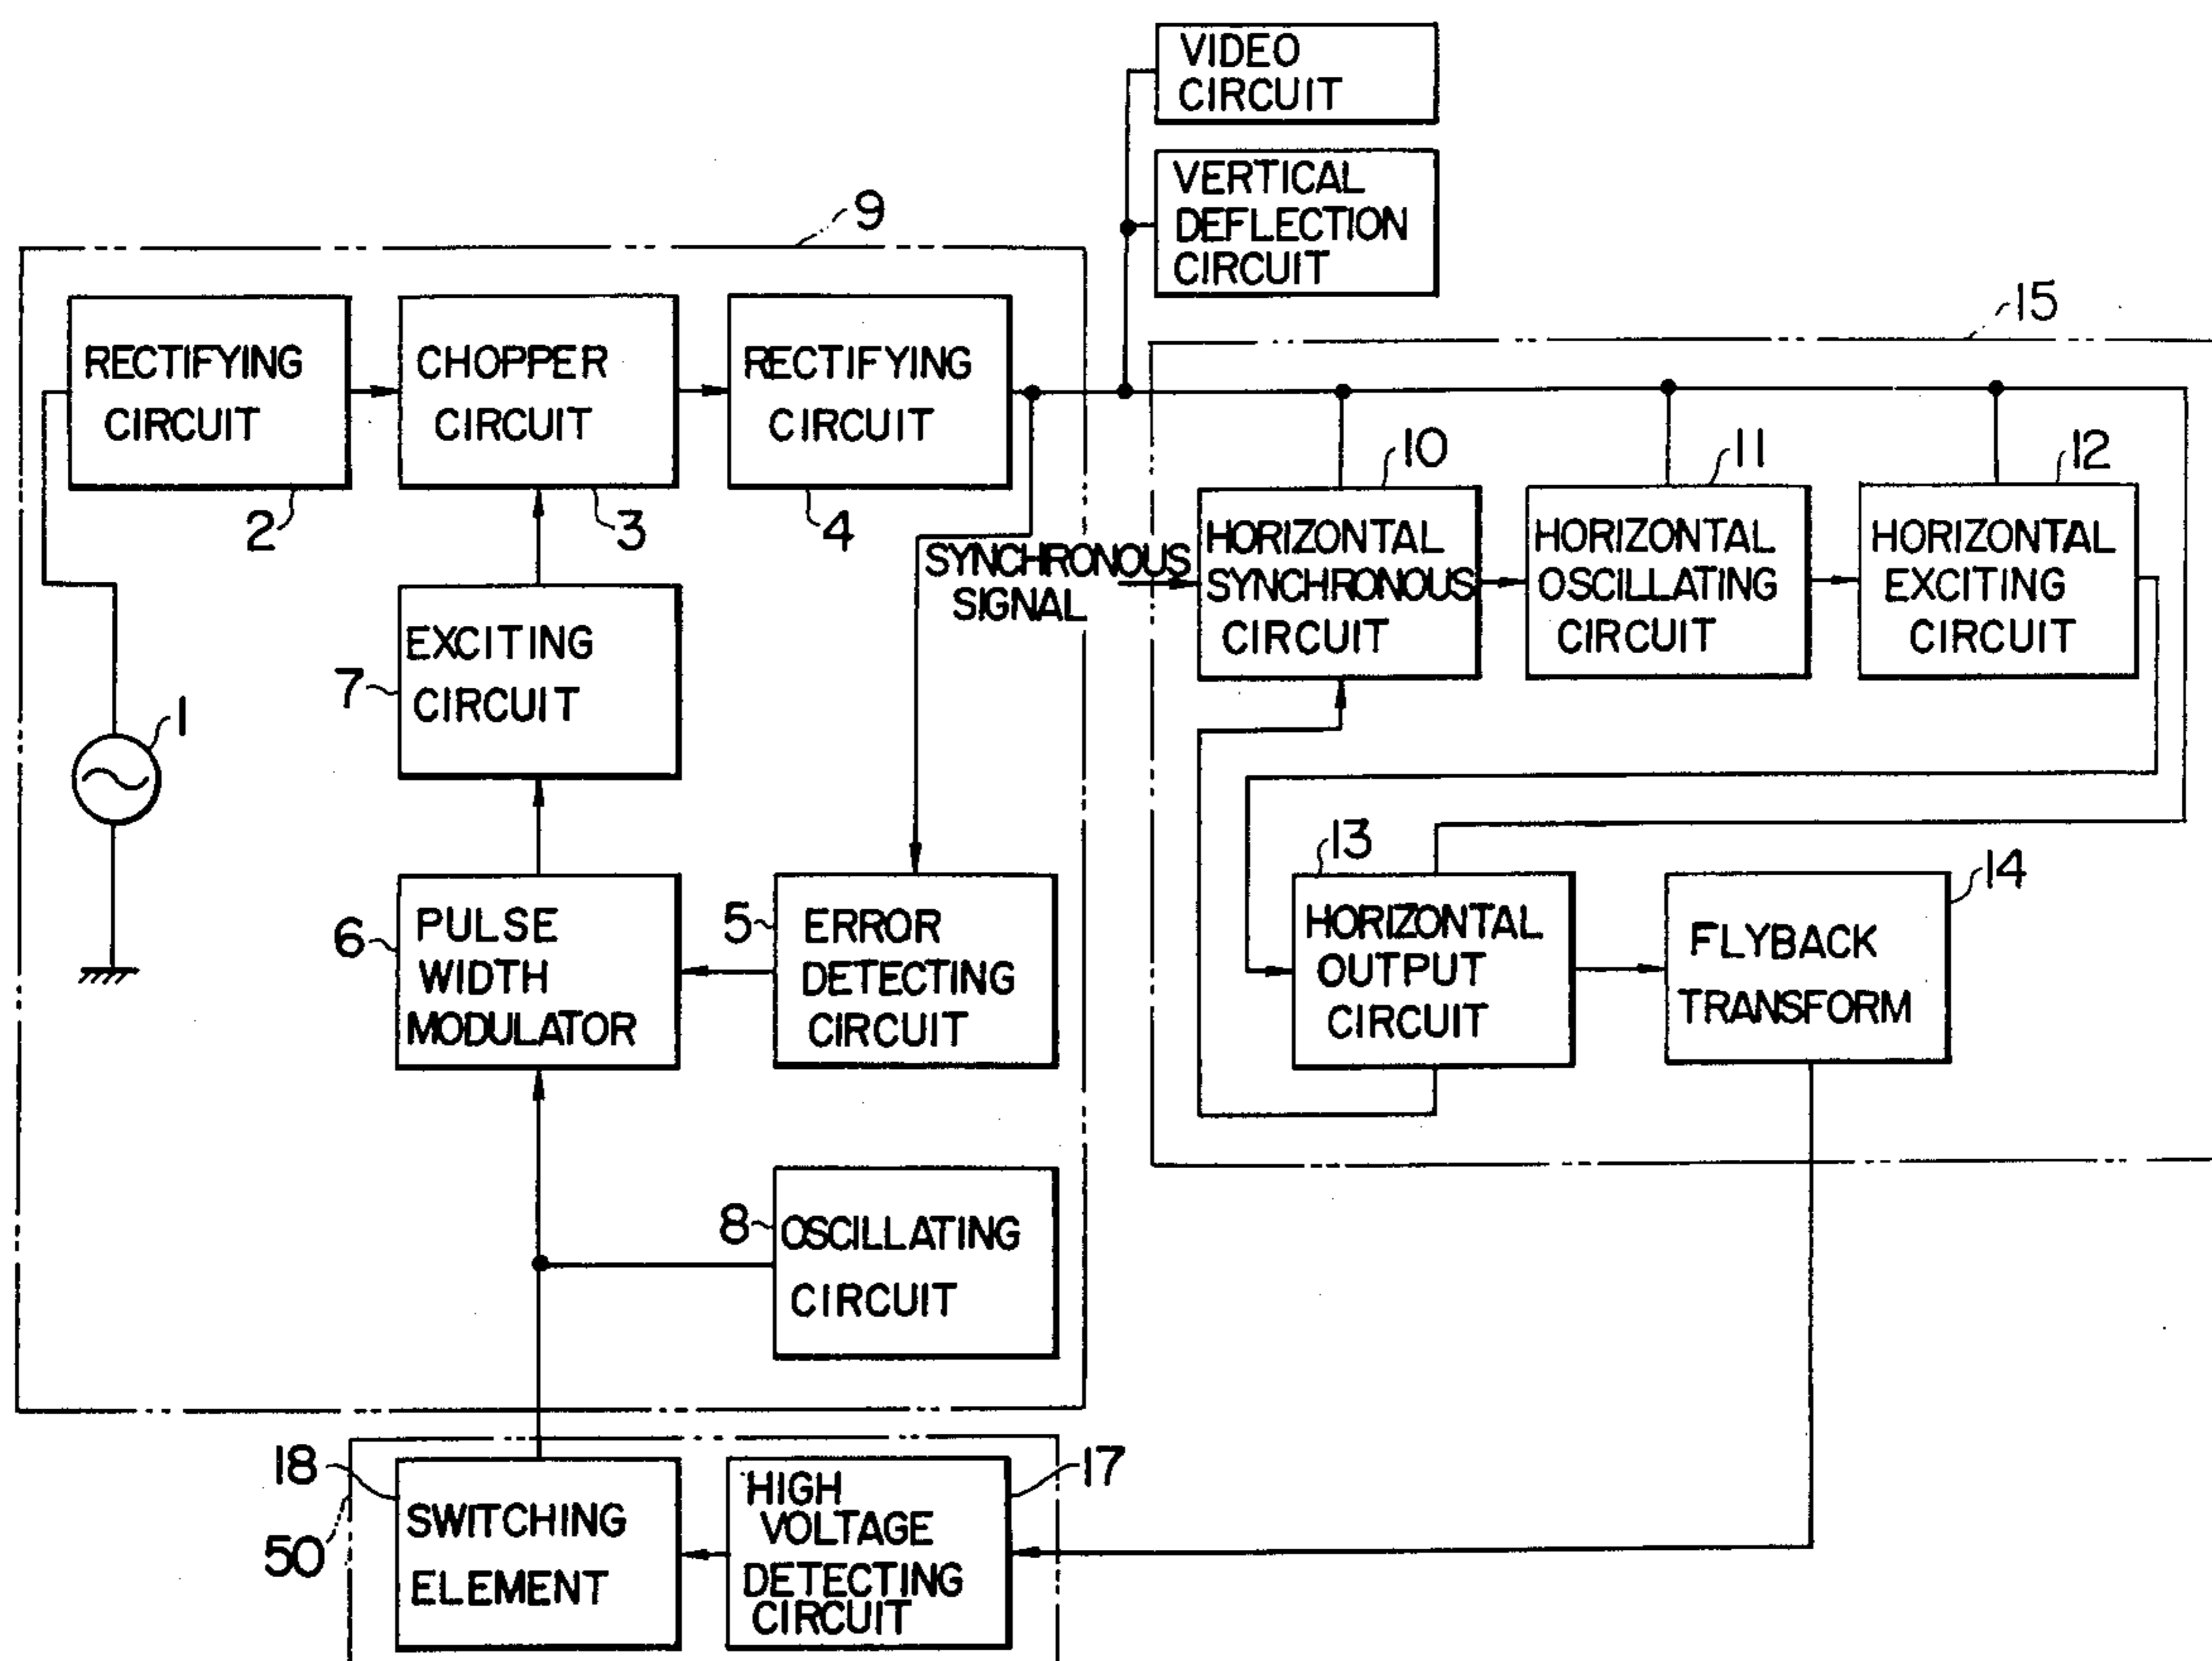 VIDEO
CIRCUIT
VERTICAL
DEFLECTION
CIRCUIT
9
15
RECTIFYING
CIRCUIT
2
CHOPPER
CIRCUIT
3
RECTIFYING
CIRCUIT
4
10
11
12
SYNCHRONOUS
SIGNAL
HORIZONTAL
SYNCHRONOUS
CIRCUIT
HORIZONTAL
OSCILLATING
CIRCUIT
HORIZONTAL
EXCITING
CIRCUIT
7
EXCITING
CIRCUIT
1
6
PULSE
WIDTH
MODULATOR
5
ERROR
DETECTING
CIRCUIT
13
HORIZONTAL
OUTPUT
CIRCUIT
14
FLYBACK
TRANSFORM
8
OSCILLATING
CIRCUIT
18
50
SWITCHING
ELEMENT
17
HIGH
VOLTAGE
DETECTING
CIRCUIT